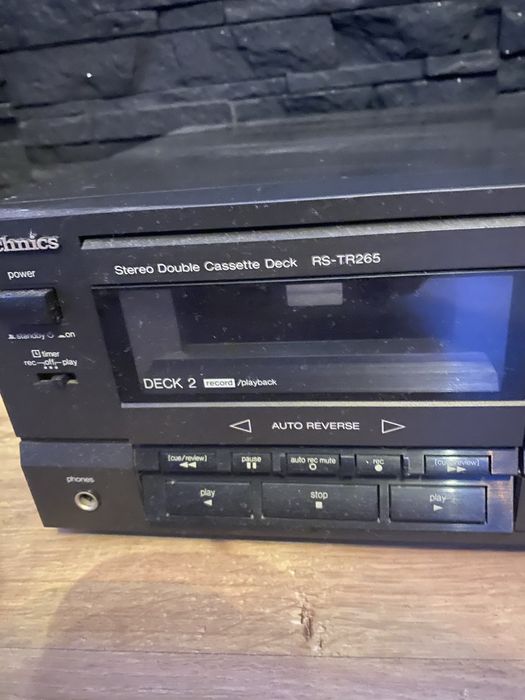 chnics
Stereo Double Cassette Deck RS-TR265
power
standby on
timer
rec off play
DECK 2 record /playback
AUTO REVERSE
[cue/review] pause auto rec mute rec [cue/review]
phones
play stop play